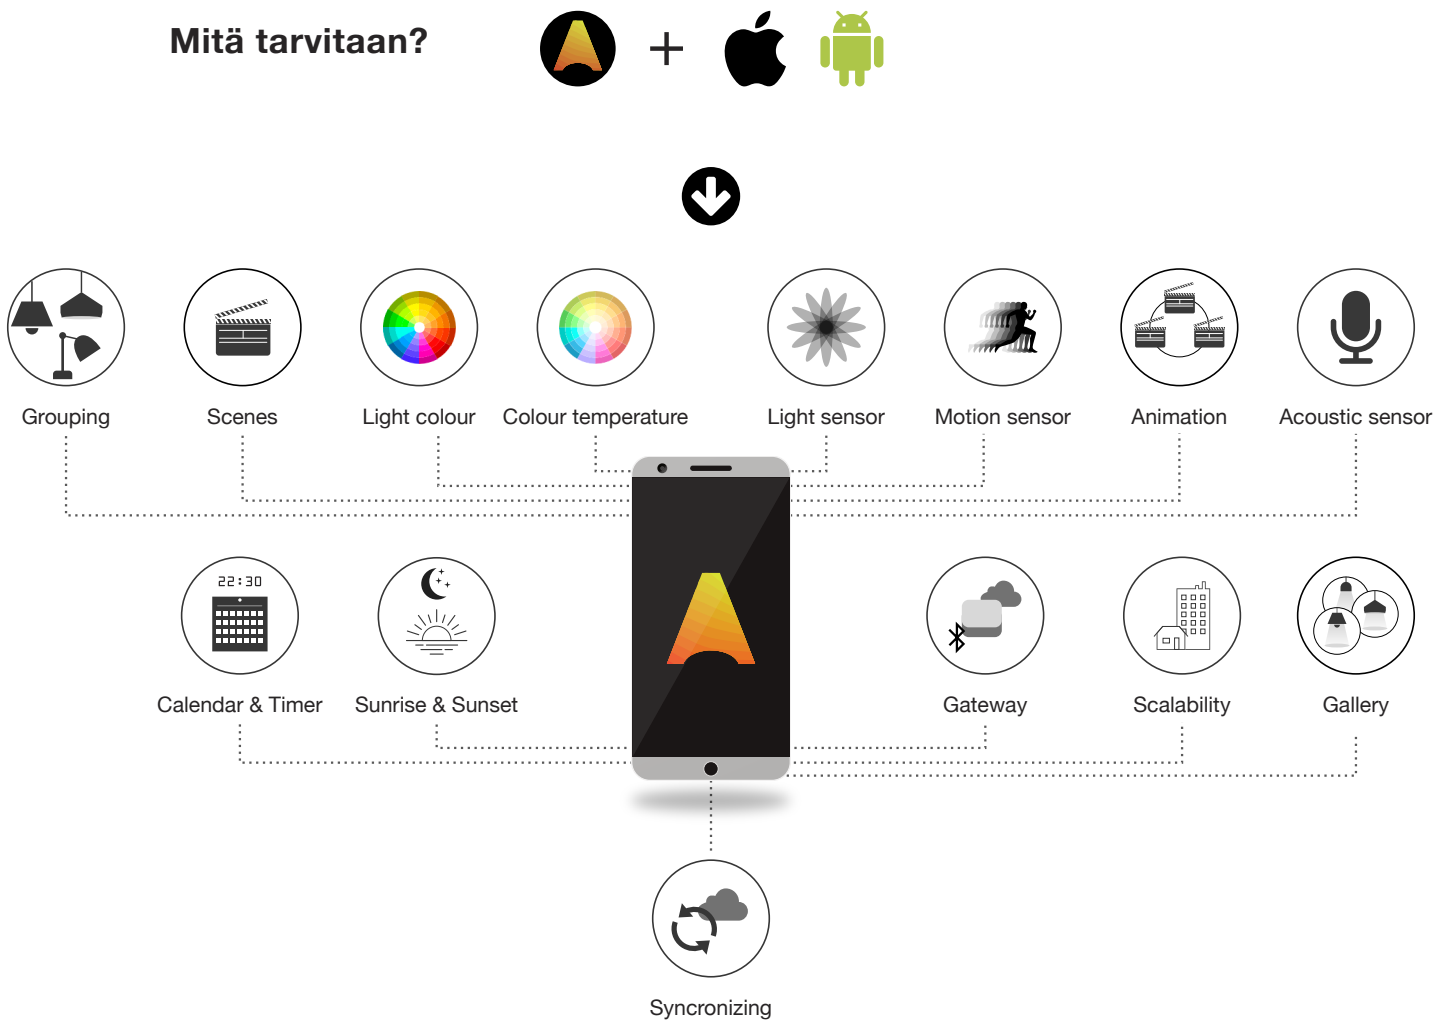 Mitä tarvitaan?
Grouping
Scenes
Light colour
Colour temperature
Light sensor
Motion sensor
Animation
Acoustic sensor
22:30
Calendar & Timer
Sunrise & Sunset
Gateway
Scalability
Gallery
Syncronizing